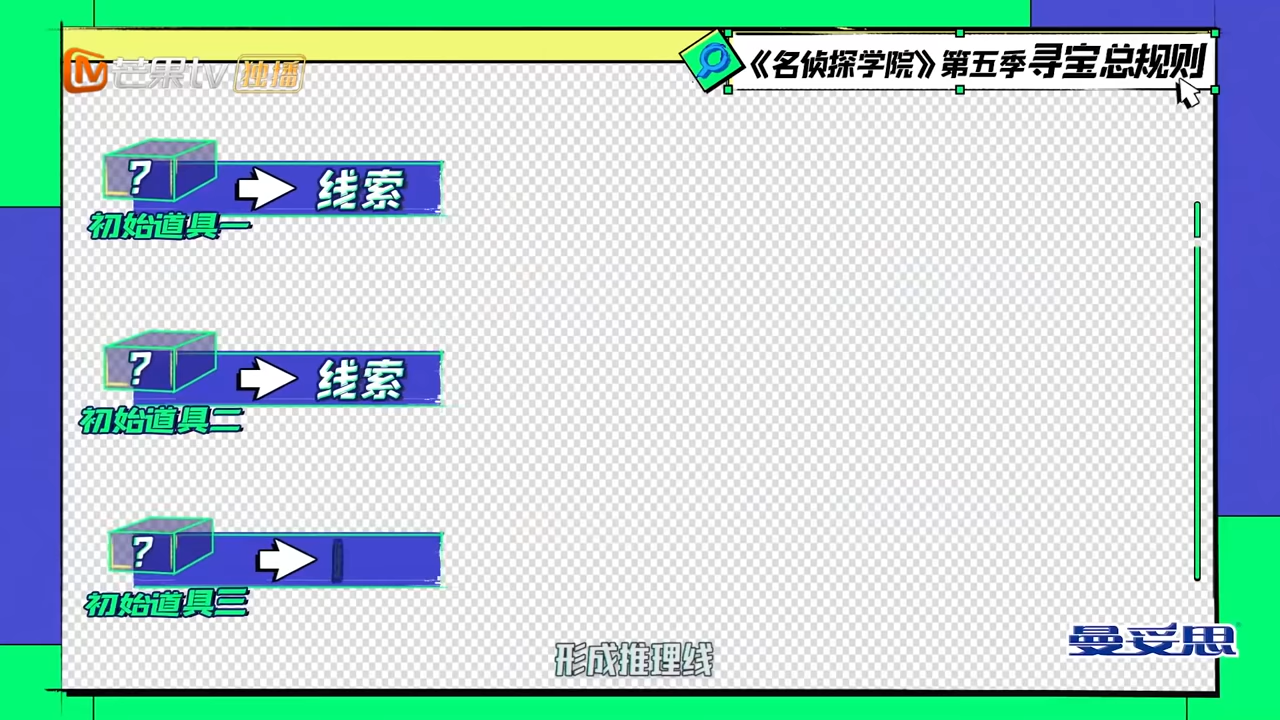 芒果tv 独播
《名侦探学院》第五季寻宝总规则
?
线索
初始道具一
?
线索
初始道具二
?
初始道具三
形成推理线
曼妥思